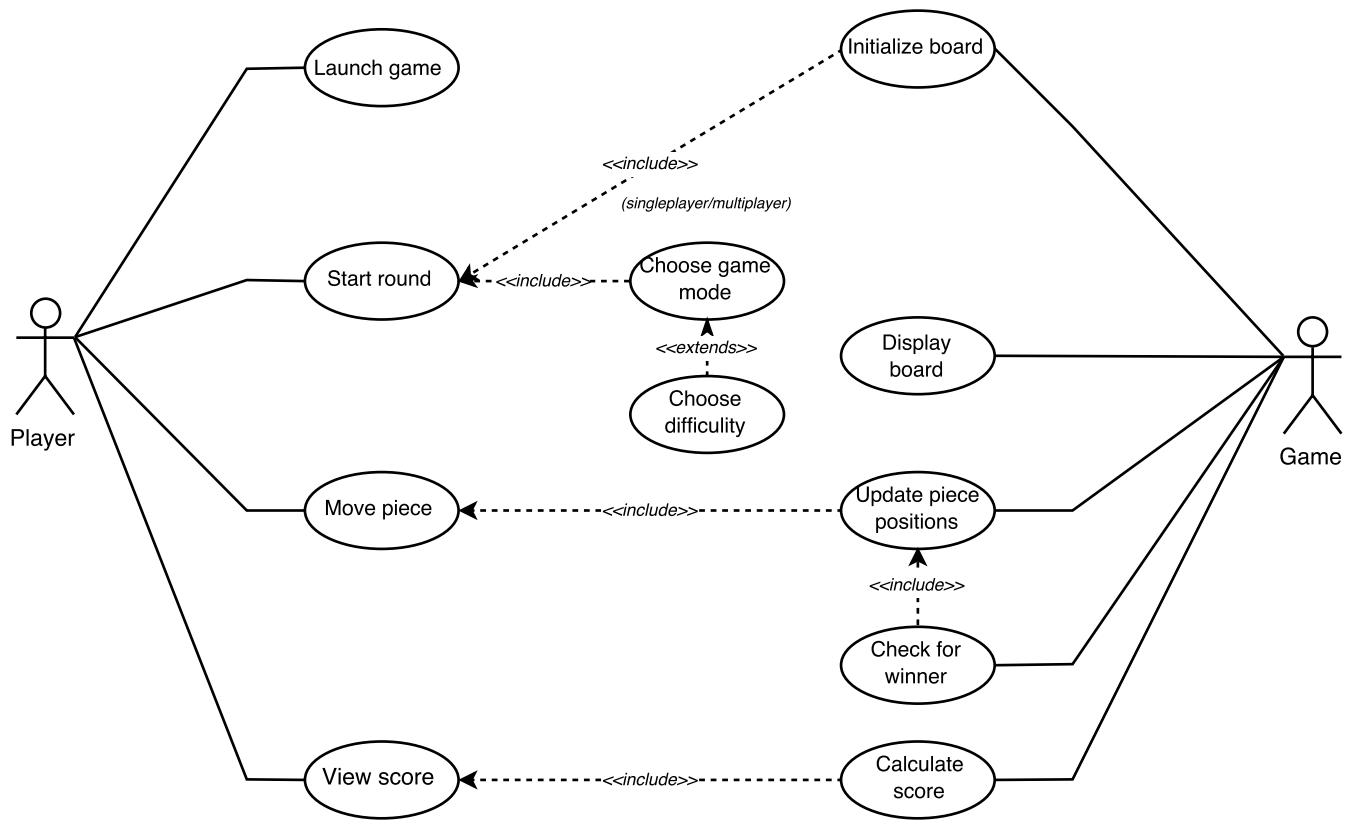 Launch game
Initialize board
<<include>>
(singleplayer/multiplayer)
Start round
<<include>>
Choose game
mode
<<extends>>
Choose
difficulity
Display
board
Player
Game
Move piece
<<include>>
Update piece
positions
<<include>>
Check for
winner
View score
<<include>>
Calculate
score